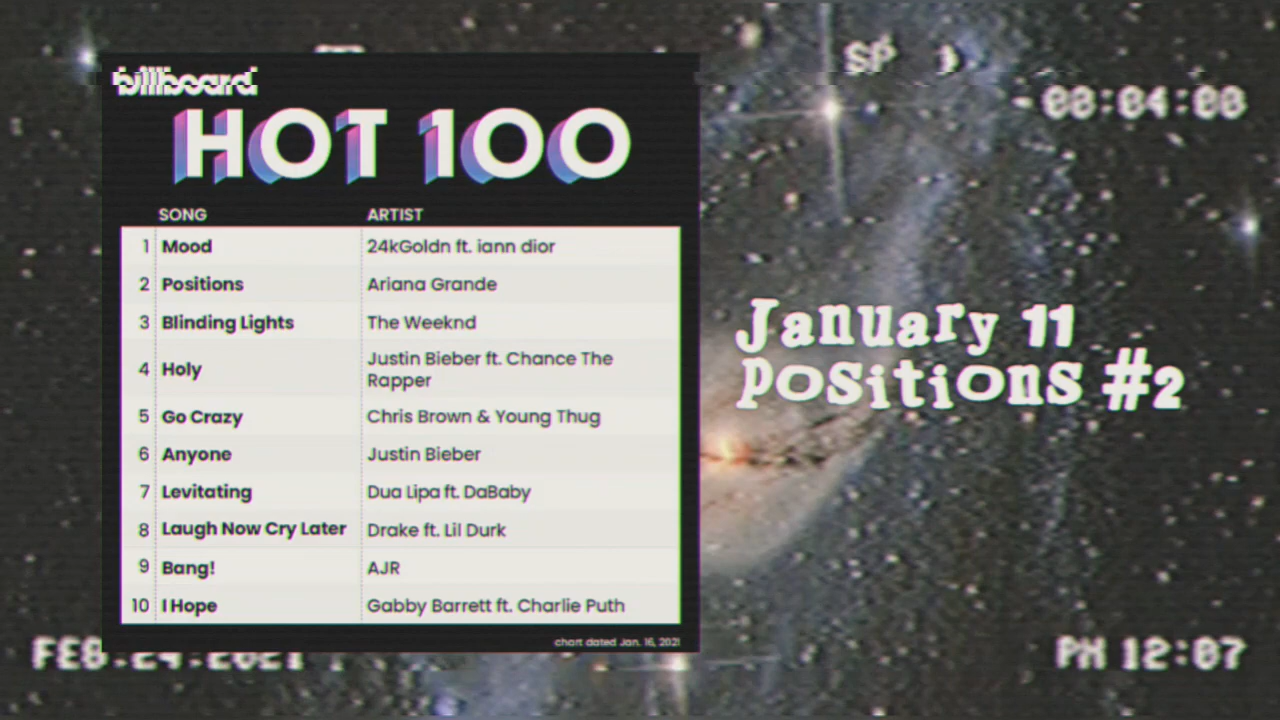 SP
00:04:00
billboard
HOT 100
SONG ARTIST
1 Mood 24kGoldn ft. iann dior
2 Positions Ariana Grande
3 Blinding Lights The Weeknd
4 Holy Justin Bieber ft. Chance The
Rapper
5 Go Crazy Chris Brown & Young Thug
6 Anyone Justin Bieber
7 Levitating Dua Lipa ft. DaBaby
8 Laugh Now Cry Later Drake ft. Lil Durk
9 Bang! AJR
10 I Hope Gabby Barrett ft. Charlie Puth
chart dated Jan. 16, 2021
January 11
Positions #2
FEB.24.2021
PM 12:07